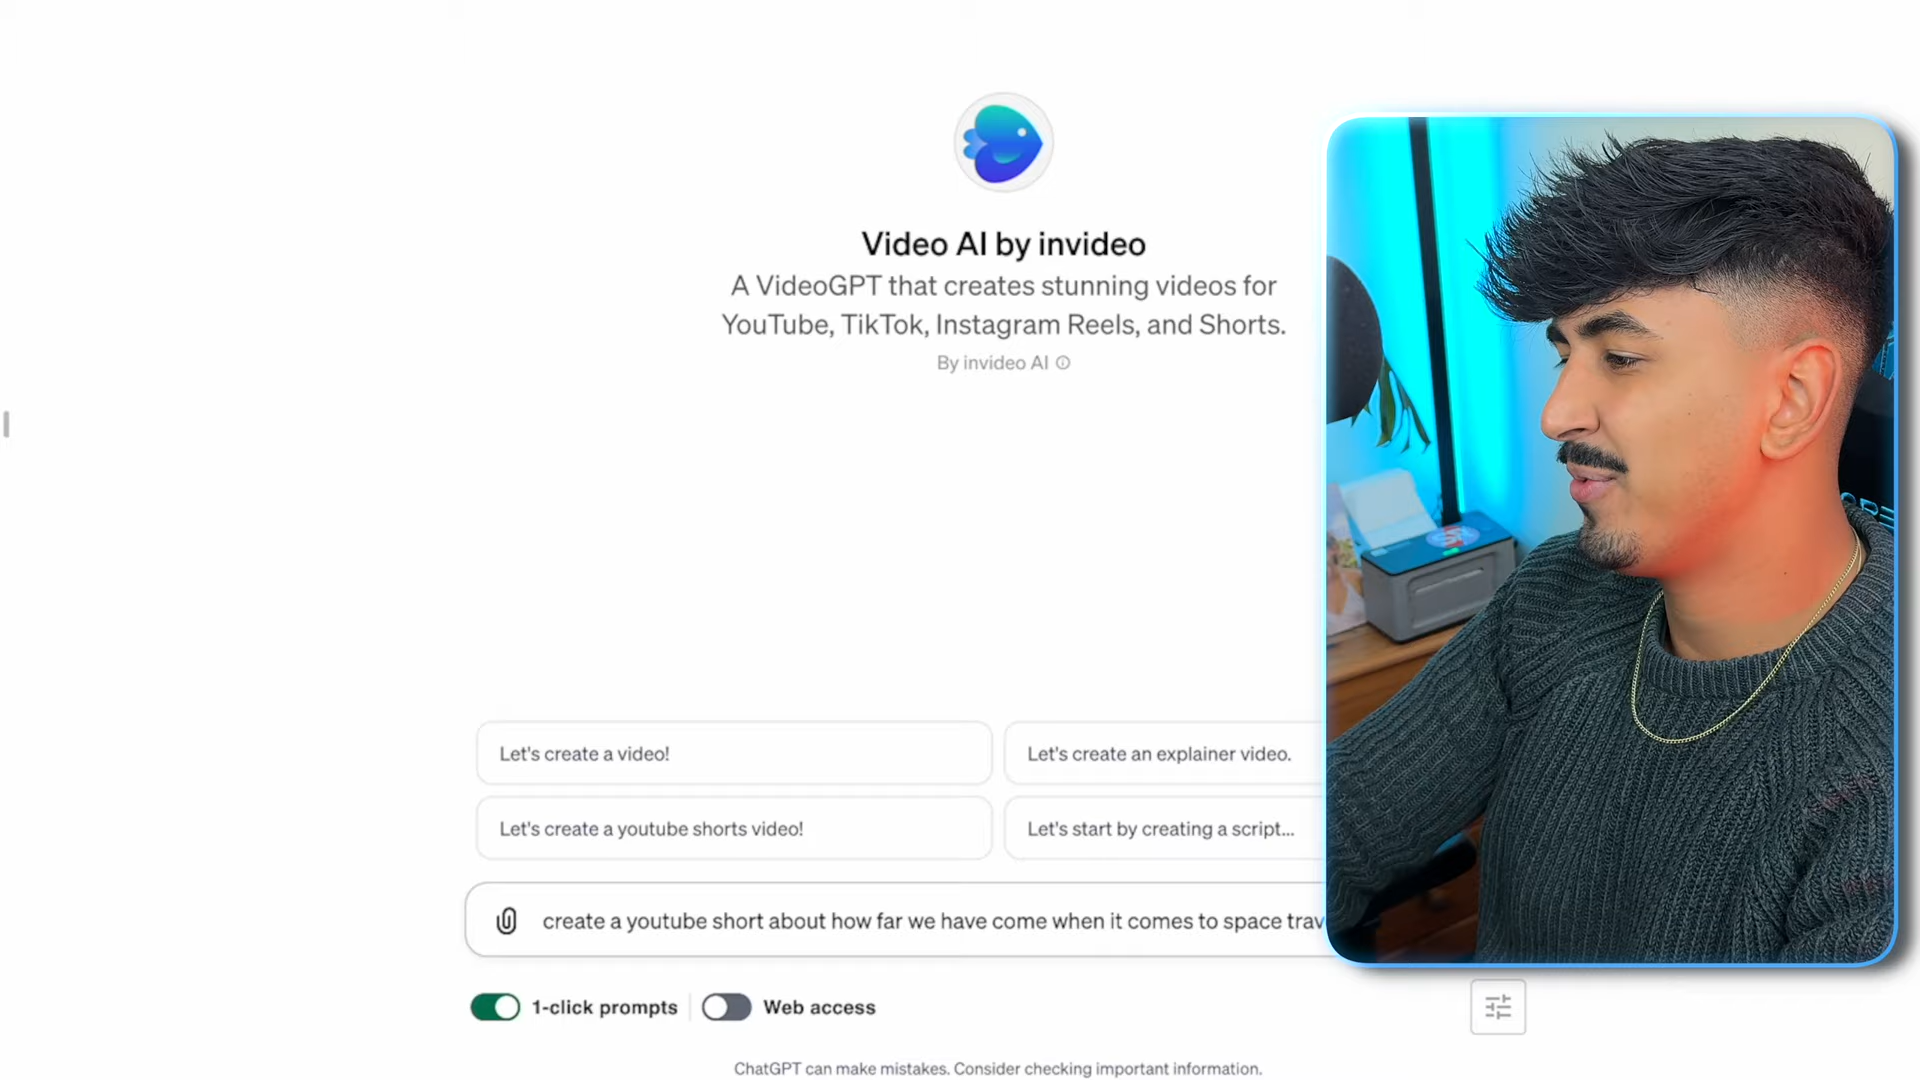 Video AI by invideo
A VideoGPT that creates stunning videos for
YouTube, TikTok, Instagram Reels, and Shorts.
By invideo AI
Let's create a video!
Let's create an explainer video.
Let's create a youtube shorts video!
Let's start by creating a script...
create a youtube short about how far we have come when it comes to space trav
1-click prompts
Web access
ChatGPT can make mistakes. Consider checking important information.